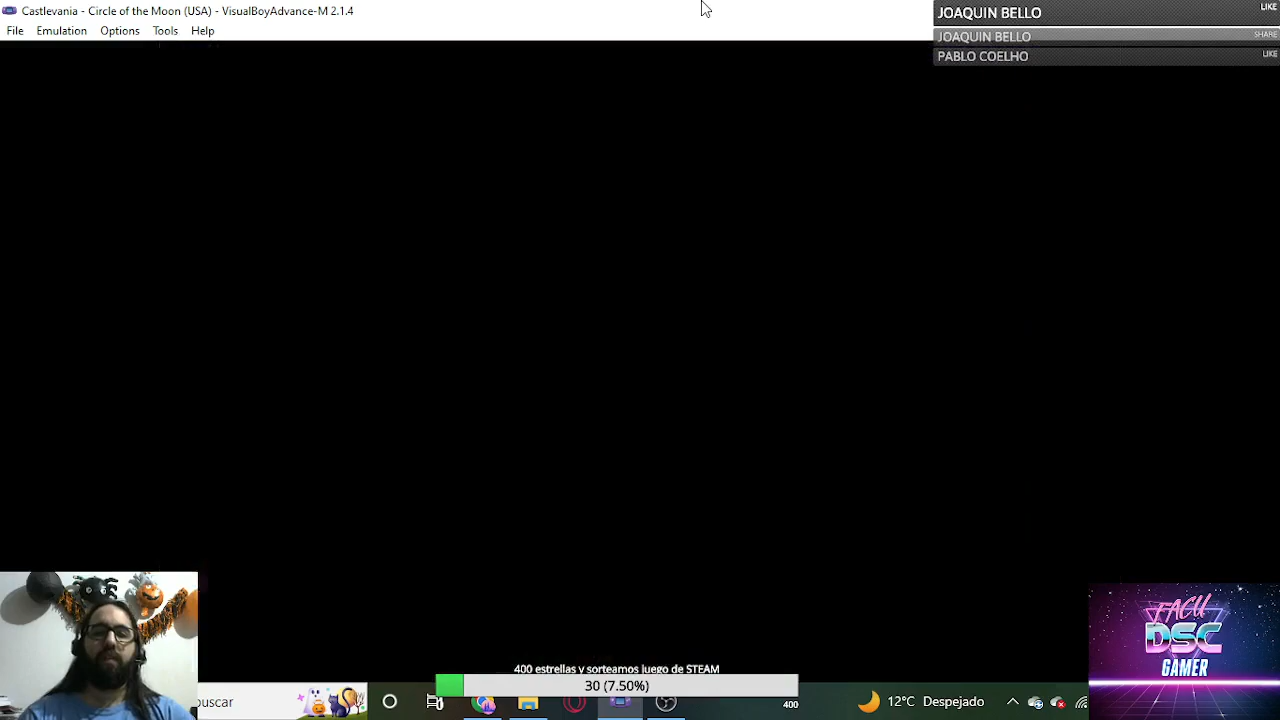 Castlevania - Circle of the Moon (USA) - VisualBoyAdvance-M 2.1.4
File Emulation Options Tools Help
JOAQUIN BELLO LIKE
JOAQUIN BELLO SHARE
PABLO COELHO LIKE
400 estrellas y sorteamos juego de STEAM
30 (7.50%)
0 400
buscar
12°C Despejado
FACU
DSC
GAMER